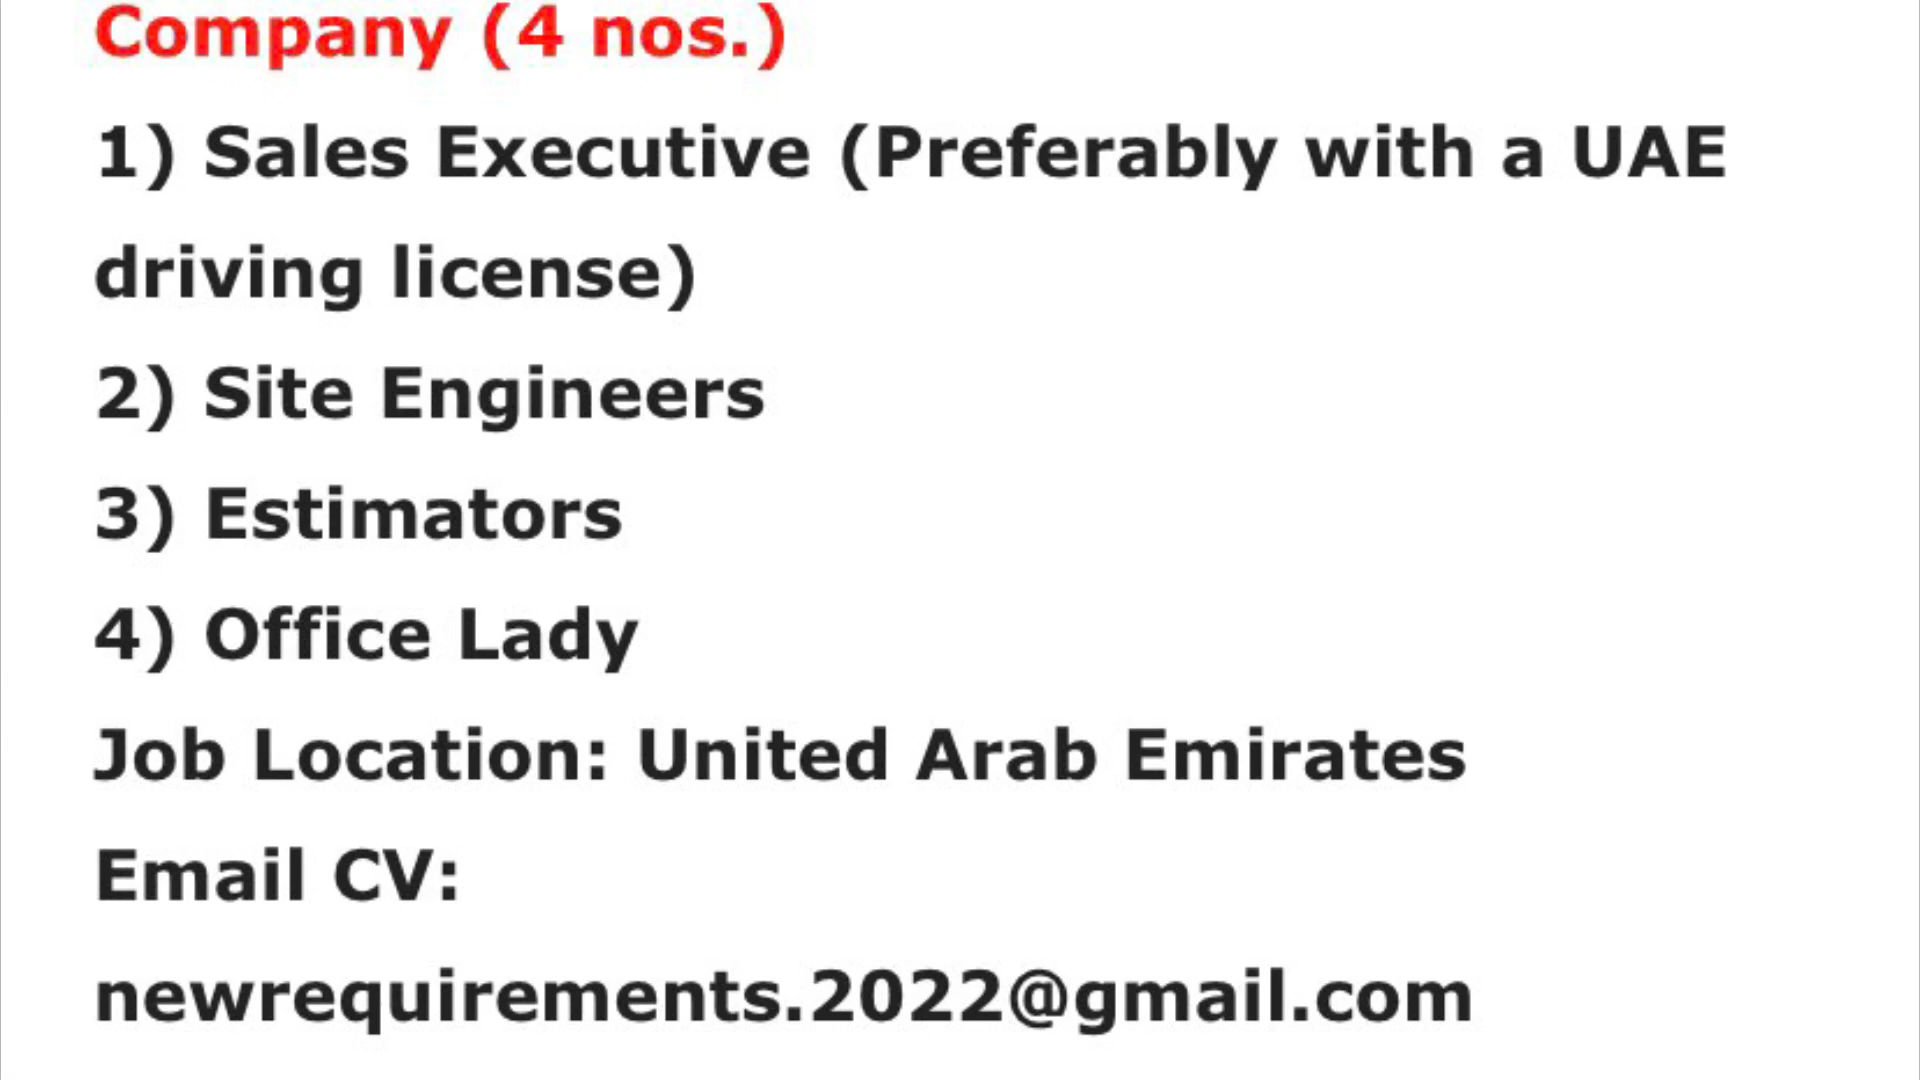 Company (4 nos.)
1) Sales Executive (Preferably with a UAE
driving license)
2) Site Engineers
3) Estimators
4) Office Lady
Job Location: United Arab Emirates
Email CV:
newrequirements.2022@gmail.com